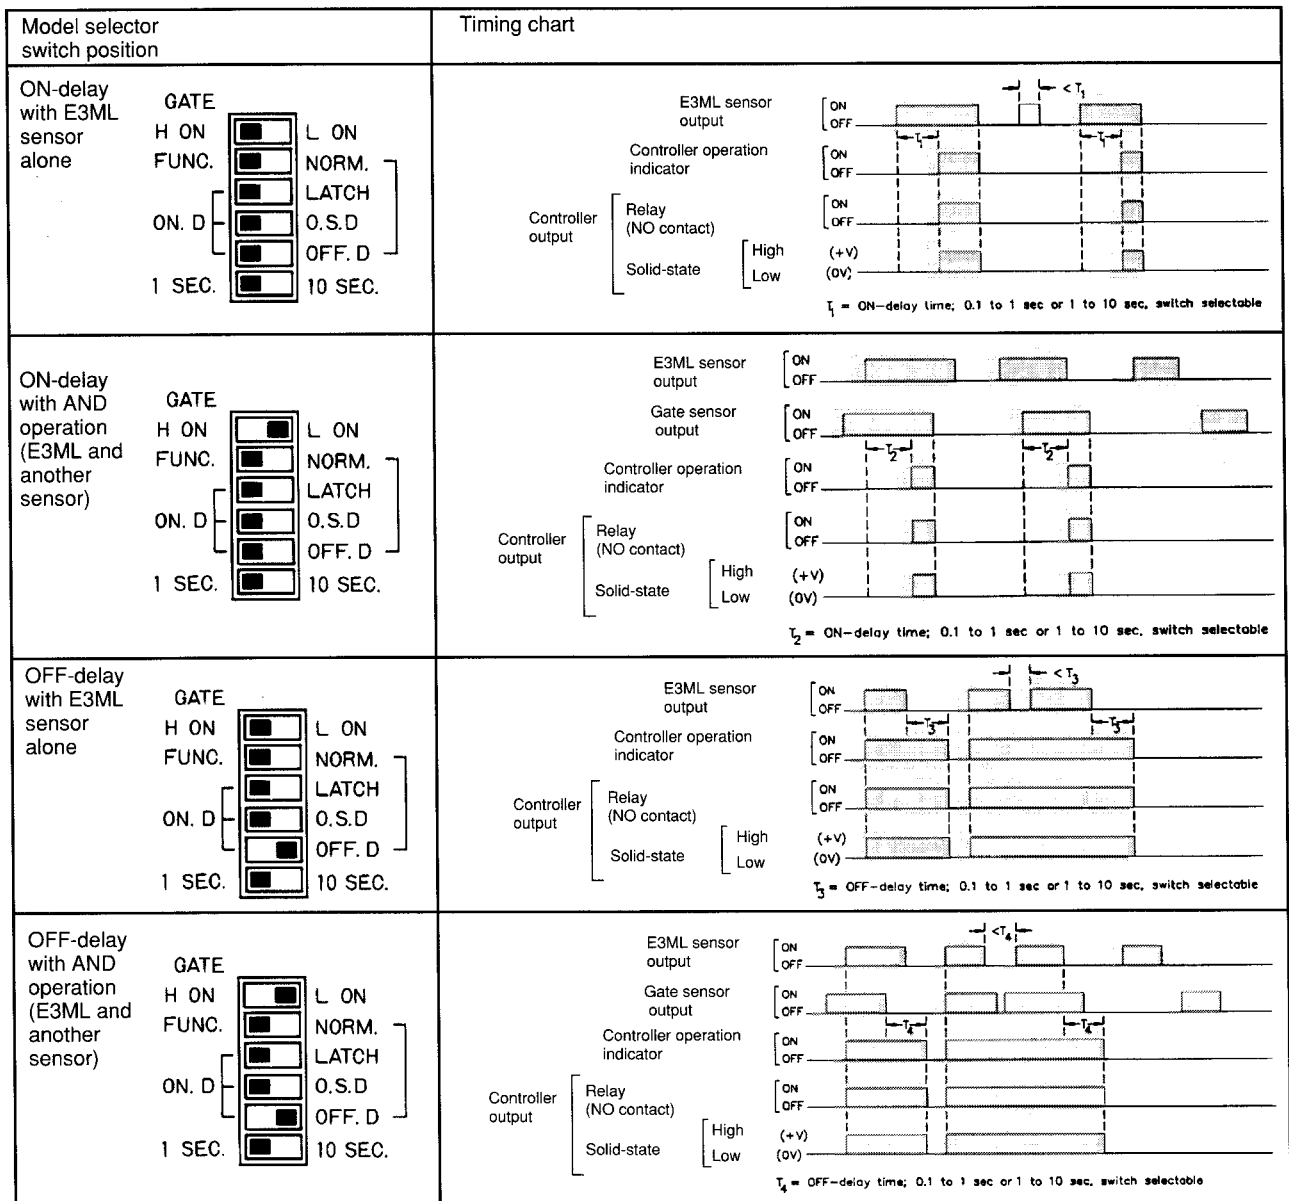 Model selector
switch position
Timing chart
ON-delay
with E3ML
sensor
alone
GATE
H ON
L ON
FUNC.
NORM.
LATCH
ON. D
O.S.D
OFF. D
1 SEC.
10 SEC.
E3ML sensor
output
ON
OFF
< T1
T1
T1
Controller operation
indicator
ON
OFF
Controller
output
Relay
(NO contact)
ON
OFF
Solid-state
High
Low
(+V)
(0V)
T1 = ON-delay time; 0.1 to 1 sec or 1 to 10 sec, switch selectable
ON-delay
with AND
operation
(E3ML and
another
sensor)
GATE
H ON
L ON
FUNC.
NORM.
LATCH
ON. D
O.S.D
OFF. D
1 SEC.
10 SEC.
E3ML sensor
output
ON
OFF
Gate sensor
output
ON
OFF
T2
T2
Controller operation
indicator
ON
OFF
Controller
output
Relay
(NO contact)
ON
OFF
Solid-state
High
Low
(+V)
(0V)
T2 = ON-delay time; 0.1 to 1 sec or 1 to 10 sec, switch selectable
OFF-delay
with E3ML
sensor
alone
GATE
H ON
L ON
FUNC.
NORM.
LATCH
ON. D
O.S.D
OFF. D
1 SEC.
10 SEC.
E3ML sensor
output
ON
OFF
< T3
T3
T3
Controller operation
indicator
ON
OFF
Controller
output
Relay
(NO contact)
ON
OFF
Solid-state
High
Low
(+V)
(0V)
T3 = OFF-delay time; 0.1 to 1 sec or 1 to 10 sec, switch selectable
OFF-delay
with AND
operation
(E3ML and
another
sensor)
GATE
H ON
L ON
FUNC.
NORM.
LATCH
ON. D
O.S.D
OFF. D
1 SEC.
10 SEC.
E3ML sensor
output
ON
OFF
<T4
Gate sensor
output
ON
OFF
T4
T4
Controller operation
indicator
ON
OFF
Controller
output
Relay
(NO contact)
ON
OFF
Solid-state
High
Low
(+V)
(0V)
T4 = OFF-delay time; 0.1 to 1 sec or 1 to 10 sec, switch selectable